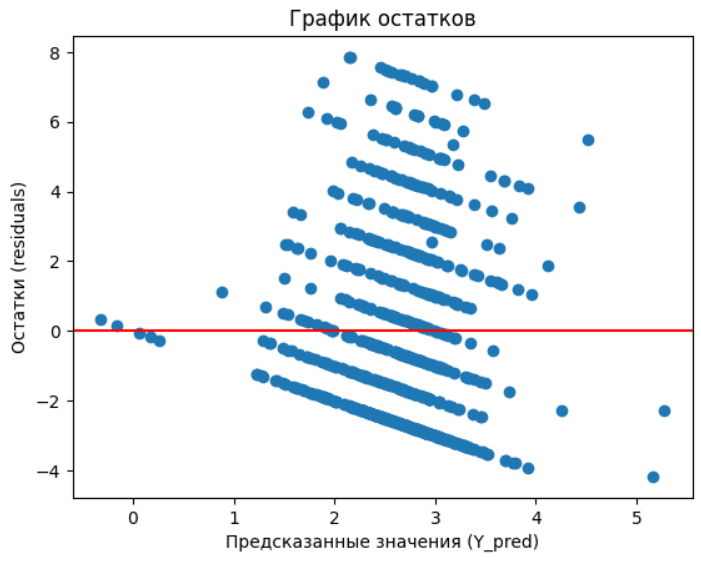 График остатков
Остатки (residuals)
8
6
4
2
0
−2
−4
0 1 2 3 4 5
Предсказанные значения (Y_pred)